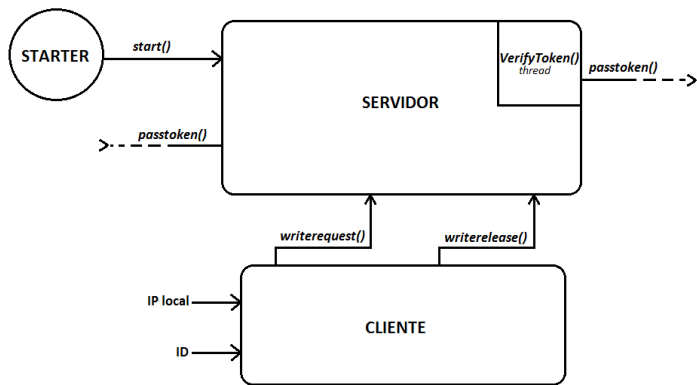 STARTER
start()
VerifyToken()
thread
passtoken()
SERVIDOR
passtoken()
writerequest()
writerelease()
IP local
CLIENTE
ID